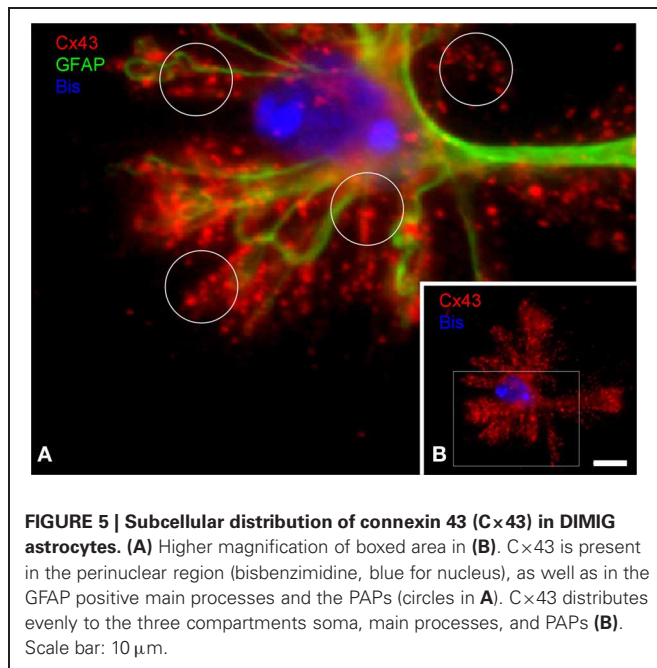 Cx43
GFAP
Bis
Cx43
Bis
A
B
FIGURE 5 | Subcellular distribution of connexin 43 (C×43) in DIMIG
astrocytes. (A) Higher magnification of boxed area in (B). C×43 is present
in the perinuclear region (bisbenzimidine, blue for nucleus), as well as in the
GFAP positive main processes and the PAPs (circles in A). C×43 distributes
evenly to the three compartments soma, main processes, and PAPs (B).
Scale bar: 10 μm.